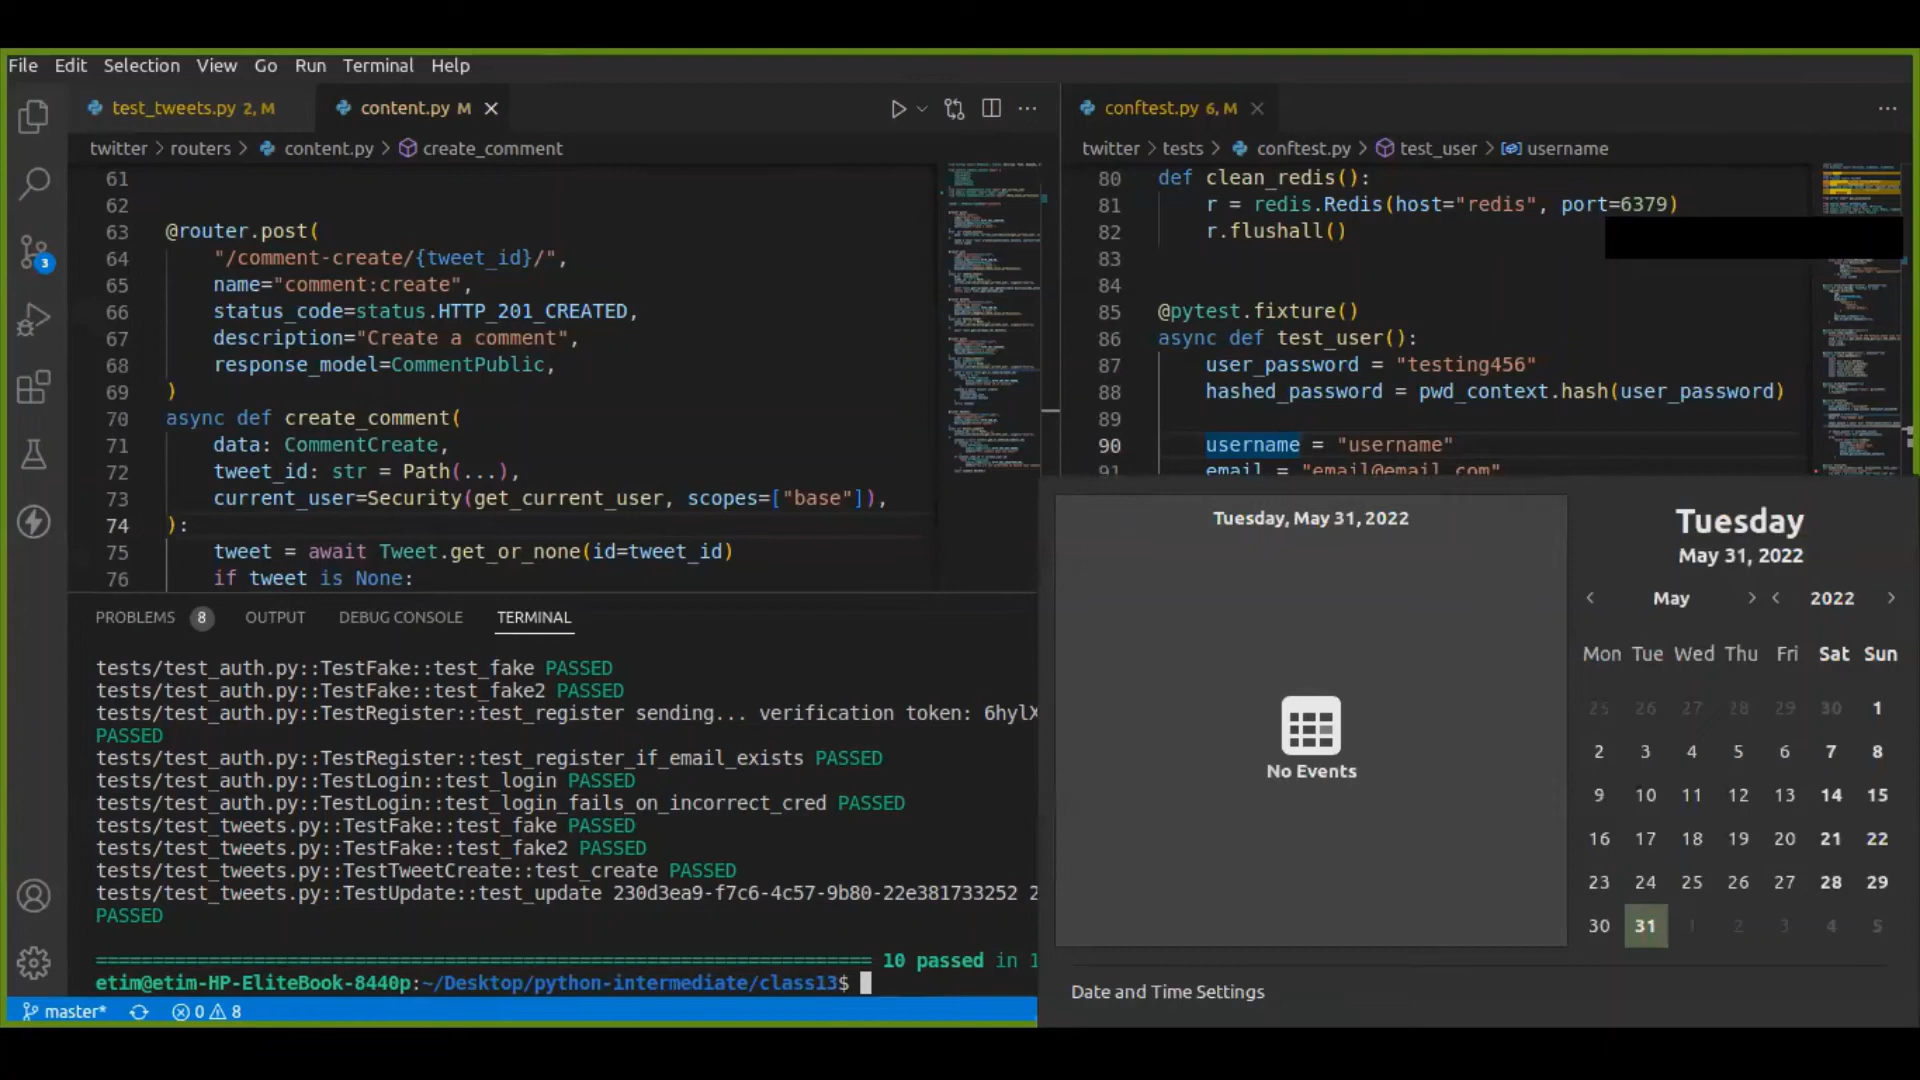 File Edit Selection View Go Run Terminal Help
test_tweets.py 2, M
content.py M
twitter > routers > content.py > create_comment
61
62
63 @router.post(
64 "/comment-create/{tweet_id}/",
65 name="comment:create",
66 status_code=status.HTTP_201_CREATED,
67 description="Create a comment",
68 response_model=CommentPublic,
69 )
70 async def create_comment(
71 data: CommentCreate,
72 tweet_id: str = Path(...),
73 current_user=Security(get_current_user, scopes=["base"]),
74 ):
75 tweet = await Tweet.get_or_none(id=tweet_id)
76 if tweet is None:
conftest.py 6, M
twitter > tests > conftest.py > test_user > username
80 def clean_redis():
81 r = redis.Redis(host="redis", port=6379)
82 r.flushall()
83
84
85 @pytest.fixture()
86 async def test_user():
87 user_password = "testing456"
88 hashed_password = pwd_context.hash(user_password)
89
90 username = "username"
91 email = "email@email.com"
3
PROBLEMS 8 OUTPUT DEBUG CONSOLE TERMINAL
tests/test_auth.py::TestFake::test_fake PASSED
tests/test_auth.py::TestFake::test_fake2 PASSED
tests/test_auth.py::TestRegister::test_register sending... verification token: 6hylX
PASSED
tests/test_auth.py::TestRegister::test_register_if_email_exists PASSED
tests/test_auth.py::TestLogin::test_login PASSED
tests/test_auth.py::TestLogin::test_login_fails_on_incorrect_cred PASSED
tests/test_tweets.py::TestFake::test_fake PASSED
tests/test_tweets.py::TestFake::test_fake2 PASSED
tests/test_tweets.py::TestTweetCreate::test_create PASSED
tests/test_tweets.py::TestUpdate::test_update 230d3ea9-f7c6-4c57-9b80-22e381733252 2
PASSED
10 passed in 1
etim@etim-HP-EliteBook-8440p:~/Desktop/python-intermediate/class13$
master* 0 8
Tuesday, May 31, 2022
No Events
Tuesday
May 31, 2022
May 2022
Mon Tue Wed Thu Fri Sat Sun
25 26 27 28 29 30 1
2 3 4 5 6 7 8
9 10 11 12 13 14 15
16 17 18 19 20 21 22
23 24 25 26 27 28 29
30 31 1 2 3 4 5
Date and Time Settings